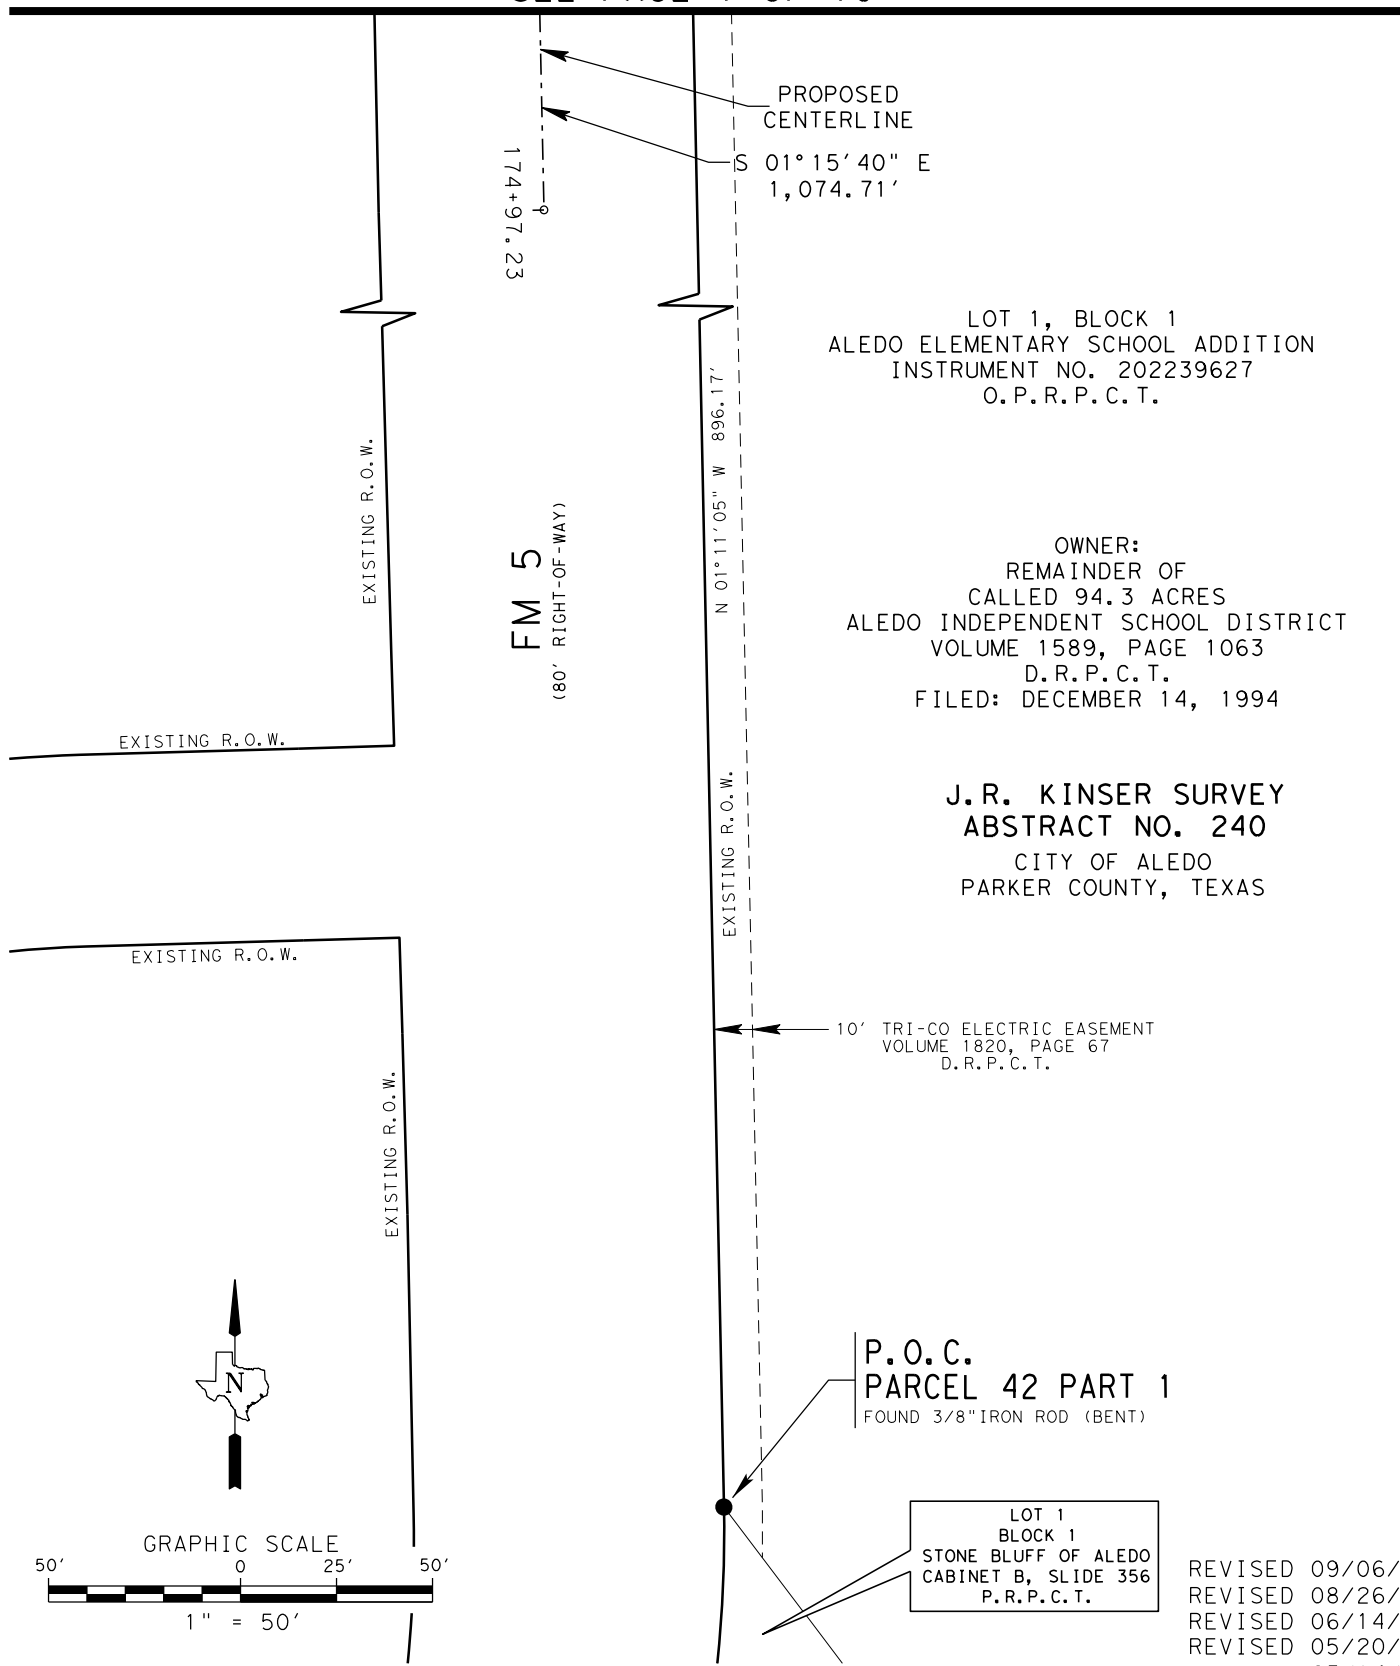 PROPOSED
CENTERLINE
S 01°15'40" E
1,074.71'
174+97.23
LOT 1, BLOCK 1
ALEDO ELEMENTARY SCHOOL ADDITION
INSTRUMENT NO. 202239627
O.P.R.P.C.T.
N 01°11'05" W 896.17'
EXISTING R.O.W.
FM 5
(80' RIGHT-OF-WAY)
OWNER:
REMAINDER OF
CALLED 94.3 ACRES
ALEDO INDEPENDENT SCHOOL DISTRICT
VOLUME 1589, PAGE 1063
D.R.P.C.T.
FILED: DECEMBER 14, 1994
EXISTING R.O.W.
J.R. KINSER SURVEY
ABSTRACT NO. 240
CITY OF ALEDO
PARKER COUNTY, TEXAS
EXISTING R.O.W.
EXISTING R.O.W.
10' TRI-CO ELECTRIC EASEMENT
VOLUME 1820, PAGE 67
D.R.P.C.T.
EXISTING R.O.W.
P.O.C.
PARCEL 42 PART 1
FOUND 3/8"IRON ROD (BENT)
N
LOT 1
BLOCK 1
STONE BLUFF OF ALEDO
CABINET B, SLIDE 356
P.R.P.C.T.
GRAPHIC SCALE
50' 0 25' 50'
1" = 50'
REVISED 09/06/
REVISED 08/26/
REVISED 06/14/
REVISED 05/20/